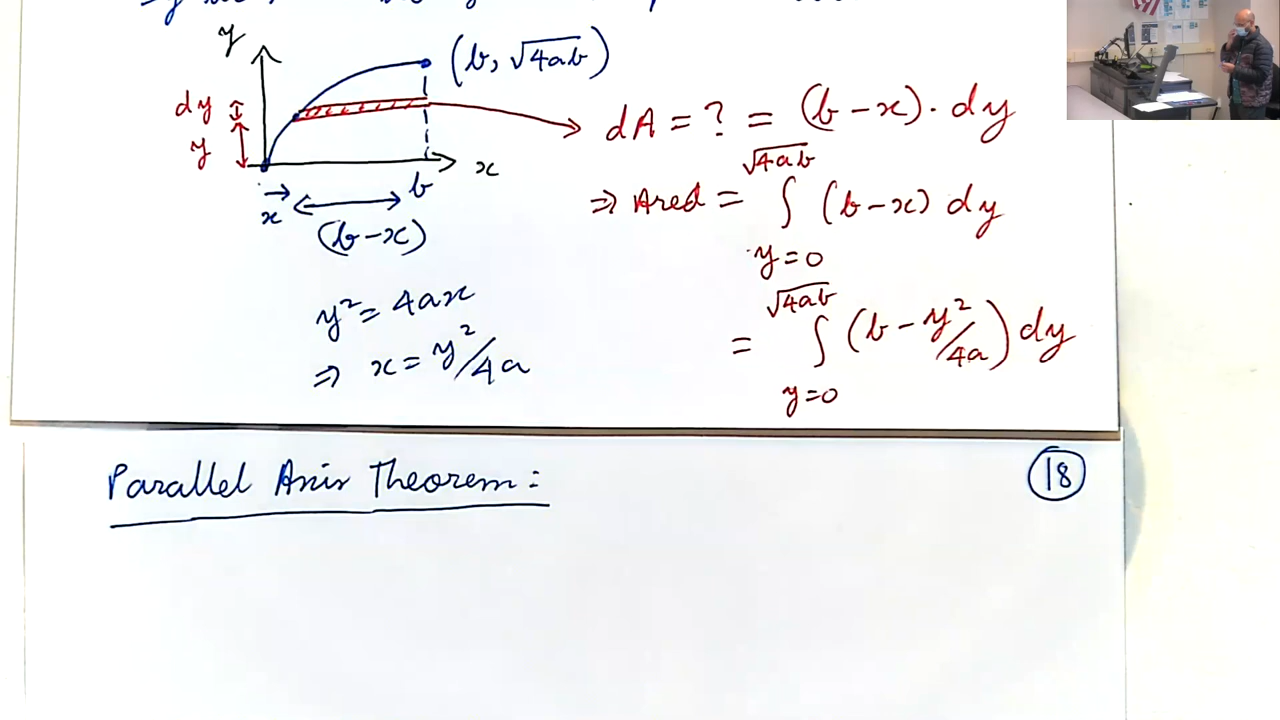 y
(b, √4ab)
dy
y
x
b
x
(b-x)
dA = ? = (b-x). dy
⇒ Area = ∫_{y=0}^{√4ab} (b-x) dy
= ∫_{y=0}^{√4ab} (b - y²/4a) dy
y² = 4ax
⇒ x = y²/4a
Parallel Axis Theorem:
18